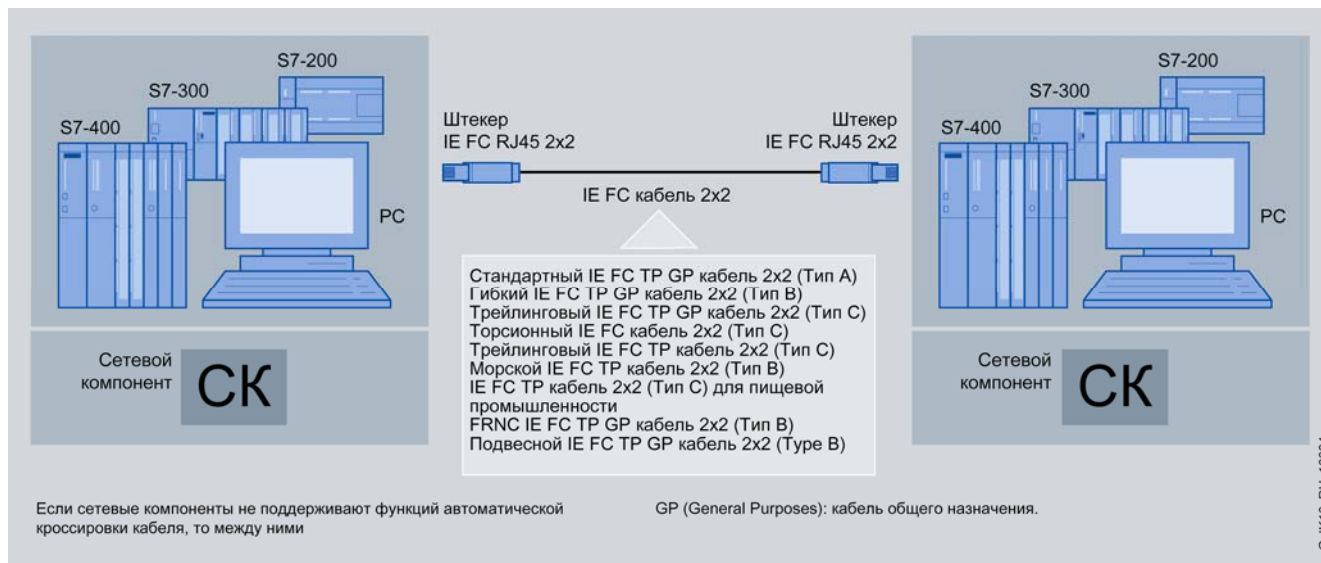 S7-200
S7-300
S7-400
PC
Сетевой
компонент
СК
Штекер
IE FC RJ45 2x2
Штекер
IE FC RJ45 2x2
IE FC кабель 2x2
Стандартный IE FC TP GP кабель 2x2 (Тип A)
Гибкий IE FC TP GP кабель 2x2 (Тип B)
Трейлинговый IE FC TP GP кабель 2x2 (Тип C)
Торсионный IE FC кабель 2x2 (Тип C)
Трейлинговый IE FC TP кабель 2x2 (Тип C)
Морской IE FC TP кабель 2x2 (Тип B)
IE FC TP кабель 2x2 (Тип C) для пищевой
промышленности
FRNC IE FC TP GP кабель 2x2 (Тип B)
Подвесной IE FC TP GP кабель 2x2 (Type B)
S7-200
S7-300
S7-400
PC
Сетевой
компонент
СК
Если сетевые компоненты не поддерживают функций автоматической
кроссировки кабеля, то между ними
GP (General Purposes): кабель общего назначения.